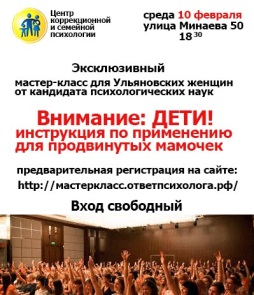 Центр
коррекционной
и семейной
психологии
среда 10 февраля
улица Минаева 50
18 30
Эксклюзивный
мастер-класс для Ульяновских женщин
от кандидата психологических наук
Внимание: ДЕТИ!
инструкция по применению
для продвинутых мамочек
предварительная регистрация на сайте:
http://мастеркласс.ответпсихолога.рф/
Вход свободный